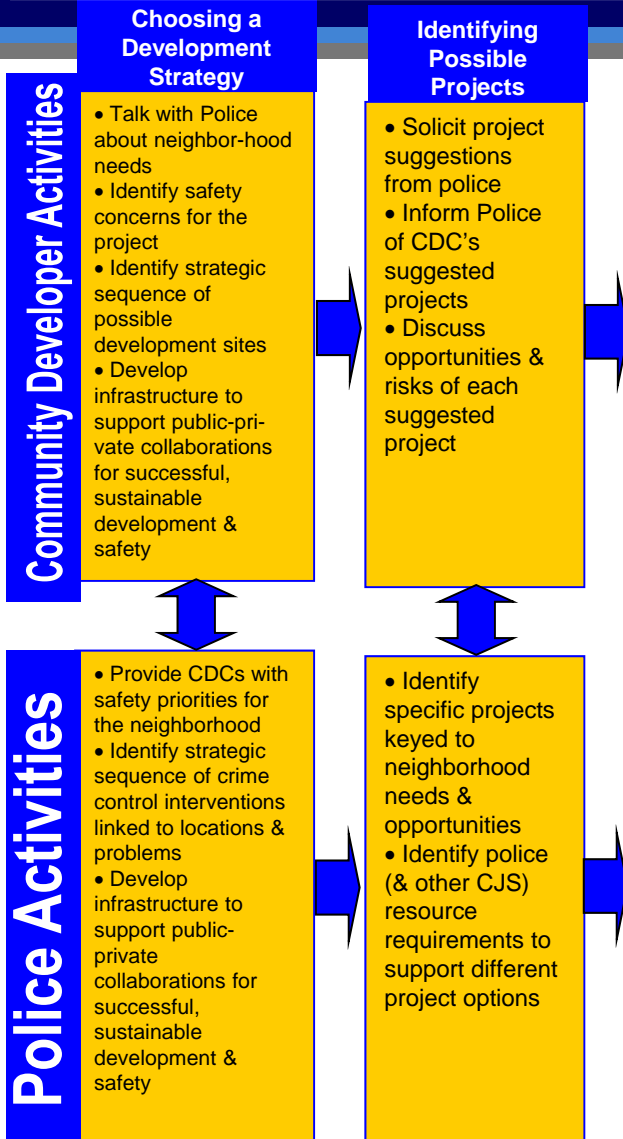 Choosing a
Development
Strategy
Identifying
Possible
Projects
Community Developer Activities
• Talk with Police
about neighbor-hood
needs
• Identify safety
concerns for the
project
• Identify strategic
sequence of
possible
development sites
• Develop
infrastructure to
support public-pri-
vate collaborations
for successful,
sustainable
development &
safety
• Solicit project
suggestions
from police
• Inform Police
of CDC’s
suggested
projects
• Discuss
opportunities &
risks of each
suggested
project
Police Activities
• Provide CDCs with
safety priorities for
the neighborhood
• Identify strategic
sequence of crime
control interventions
linked to locations &
problems
• Develop
infrastructure to
support public-
private
collaborations for
successful,
sustainable
development &
safety
• Identify
specific projects
keyed to
neighborhood
needs &
opportunities
• Identify police
(& other CJS)
resource
requirements to
support different
project options